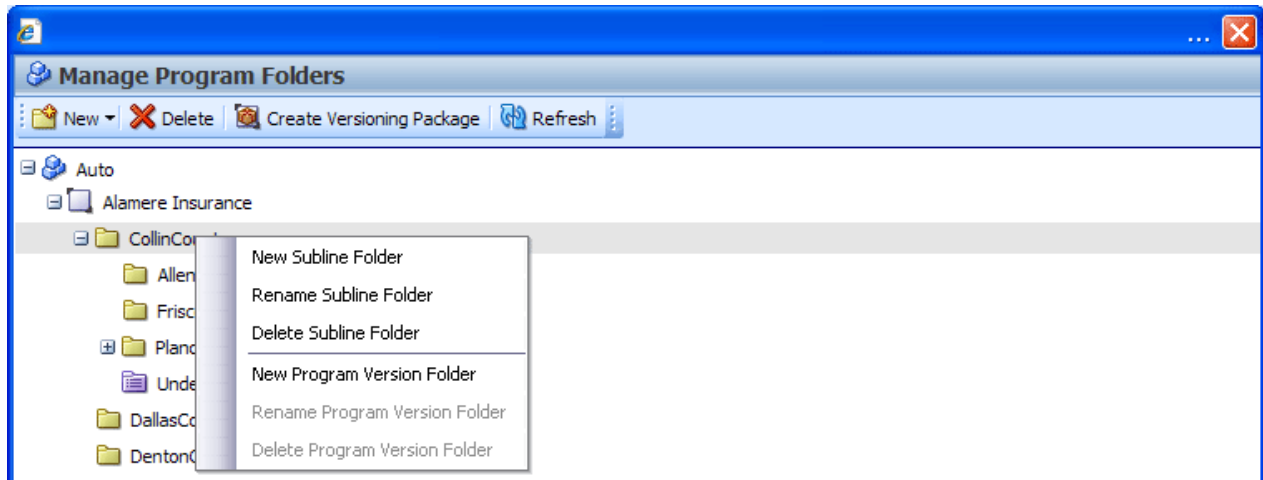 ...
Manage Program Folders
New Delete Create Versioning Package Refresh
Auto
Alamere Insurance
New Subline Folder
Allen
Rename Subline Folder
Delete Subline Folder
New Program Version Folder
Rename Program Version Folder
Delete Program Version Folder